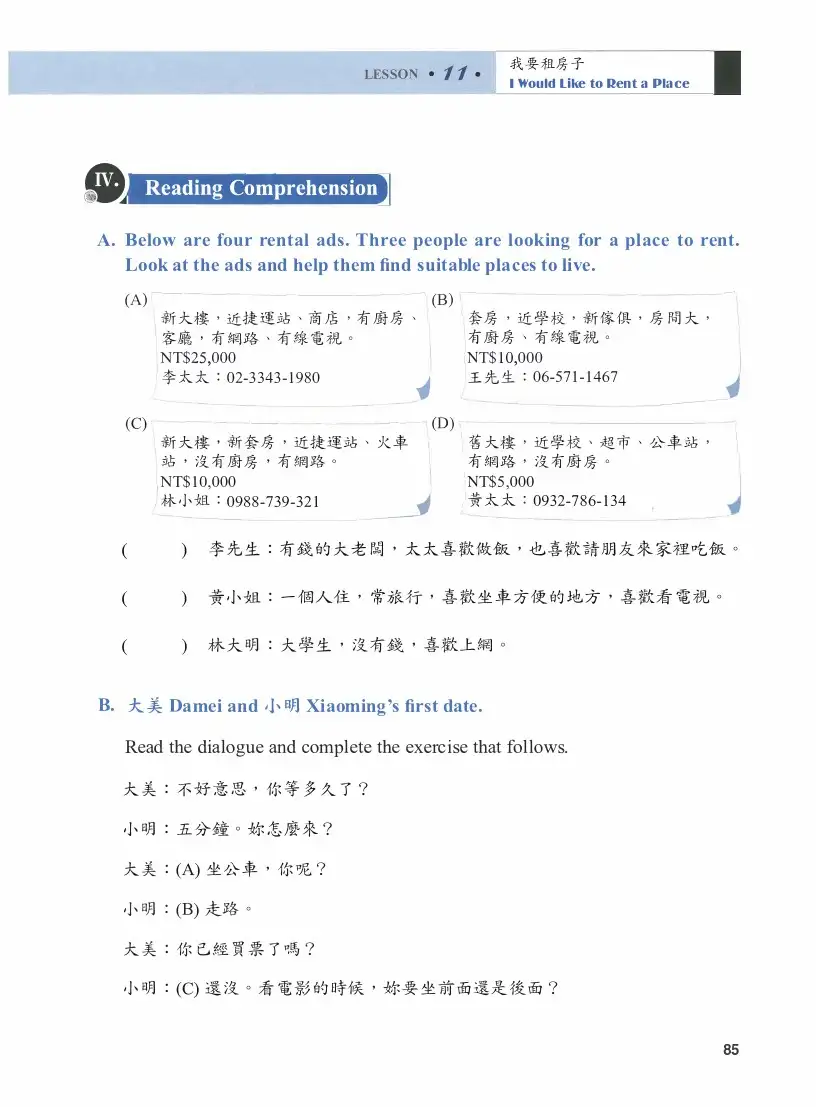 LESSON • 11 •
我要租房子
I Would Like to Rent a Place
IV. Reading Comprehension
A. Below are four rental ads. Three people are looking for a place to rent.
Look at the ads and help them find suitable places to live.
(A)
新大樓，近捷運站、商店，有廚房、
客廳，有網路、有線電視。
NT$25,000
李太太：02-3343-1980
(B)
套房，近學校，新傢俱，房間大，
有廚房、有線電視。
NT$10,000
王先生：06-571-1467
(C)
新大樓，新套房，近捷運站、火車
站，沒有廚房，有網路。
NT$10,000
林小姐：0988-739-321
(D)
舊大樓，近學校、超市、公車站，
有網路，沒有廚房。
NT$5,000
黃太太：0932-786-134
( ) 李先生：有錢的大老闆，太太喜歡做飯，也喜歡請朋友來家裡吃飯。
( ) 黃小姐：一個人住，常旅行，喜歡坐車方便的地方，喜歡看電視。
( ) 林大明：大學生，沒有錢，喜歡上網。
B. 大美 Damei and 小明 Xiaoming’s first date.
Read the dialogue and complete the exercise that follows.
大美：不好意思，你等多久了？
小明：五分鐘。妳怎麼來？
大美：(A) 坐公車，你呢？
小明：(B) 走路。
大美：你已經買票了嗎？
小明：(C) 還沒。看電影的時候，妳要坐前面還是後面？
85